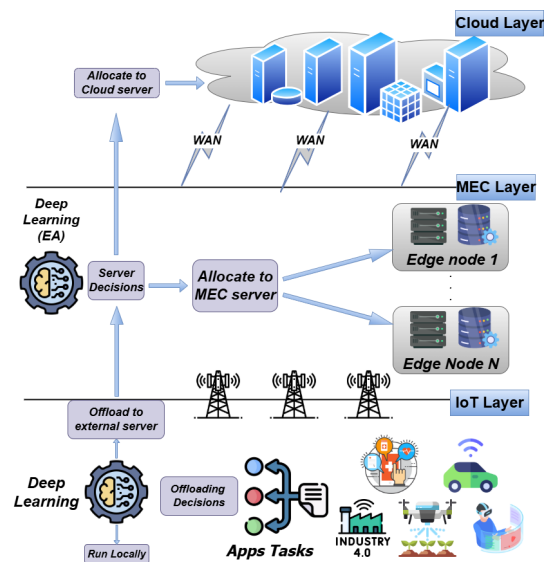 Cloud Layer
Allocate to
Cloud server
WAN
WAN
WAN
MEC Layer
Deep
Learning
(EA)
Server
Decisions
Allocate to
MEC server
Edge node 1
Edge Node N
IoT Layer
Offload to
external server
Deep
Learning
Offloading
Decisions
Run Locally
Apps Tasks
INDUSTRY
4.0